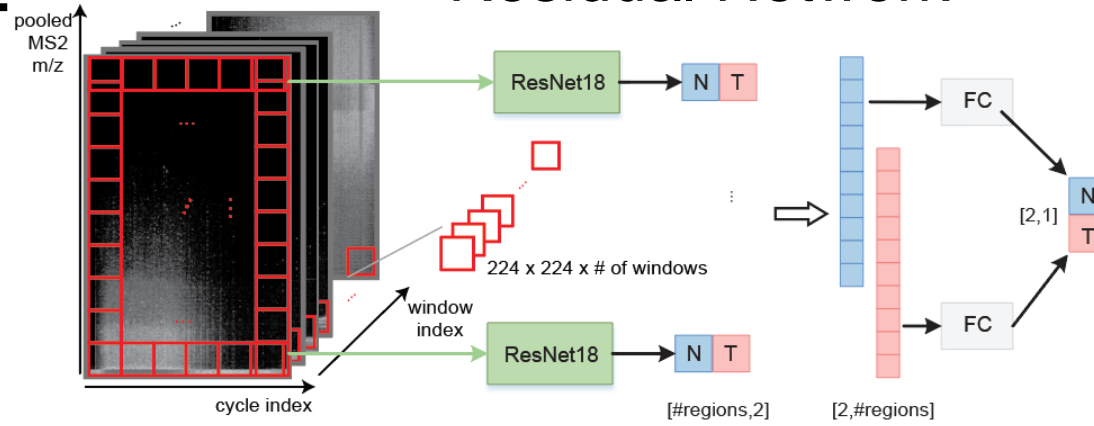 pooled
MS2
m/z
ResNet18
N T
FC
224 x 224 x # of windows
[2,1]
N
T
window
index
ResNet18
N T
FC
cycle index
[#regions,2]
[2,#regions]